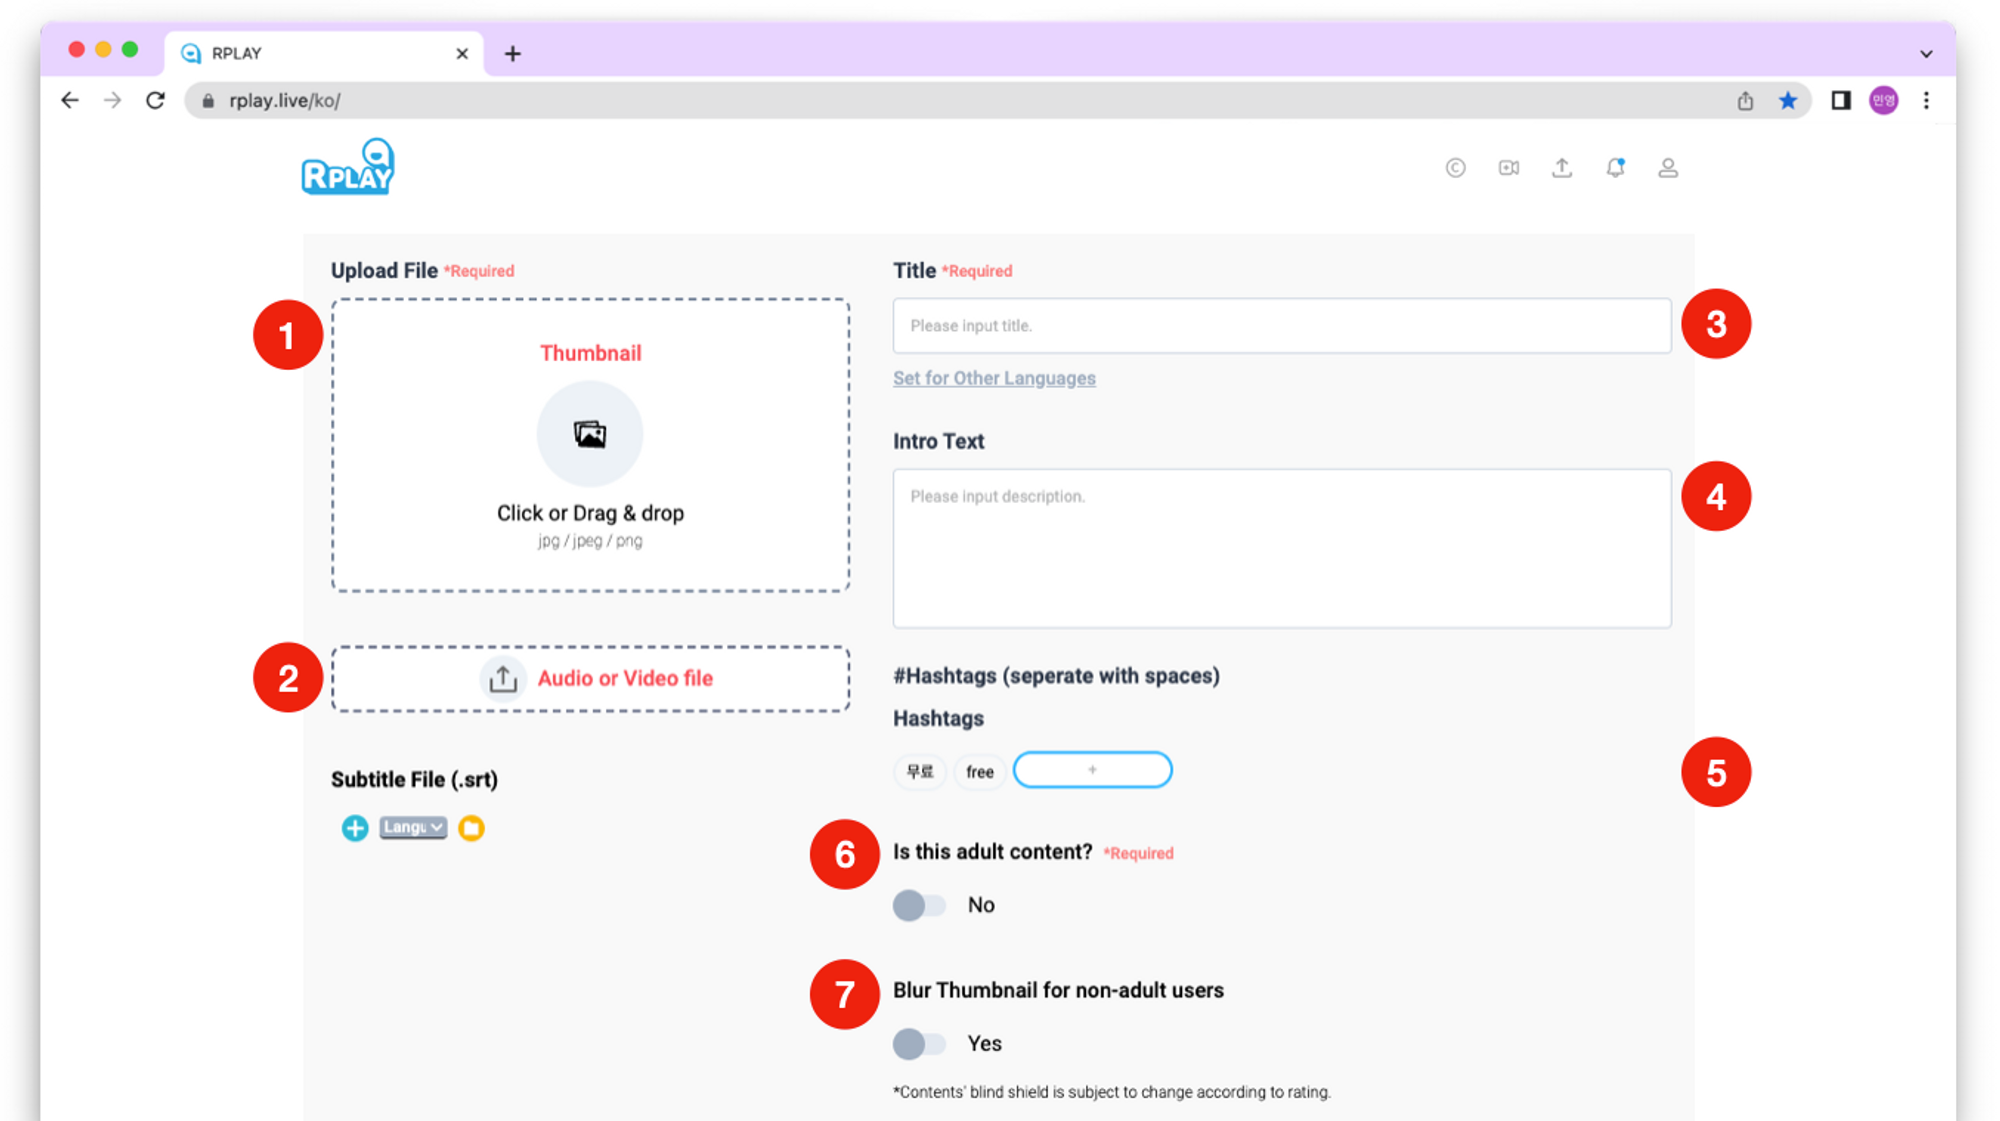 RPLAY
rplay.live/ko/
민영
RPLAY
Upload File *Required
1
Thumbnail
Click or Drag & drop
jpg / jpeg / png
2
Audio or Video file
Subtitle File (.srt)
Langu
Title *Required
Please input title.
3
Set for Other Languages
Intro Text
Please input description.
4
#Hashtags (seperate with spaces)
Hashtags
무료 free +
5
6
Is this adult content? *Required
No
7
Blur Thumbnail for non-adult users
Yes
*Contents' blind shield is subject to change according to rating.